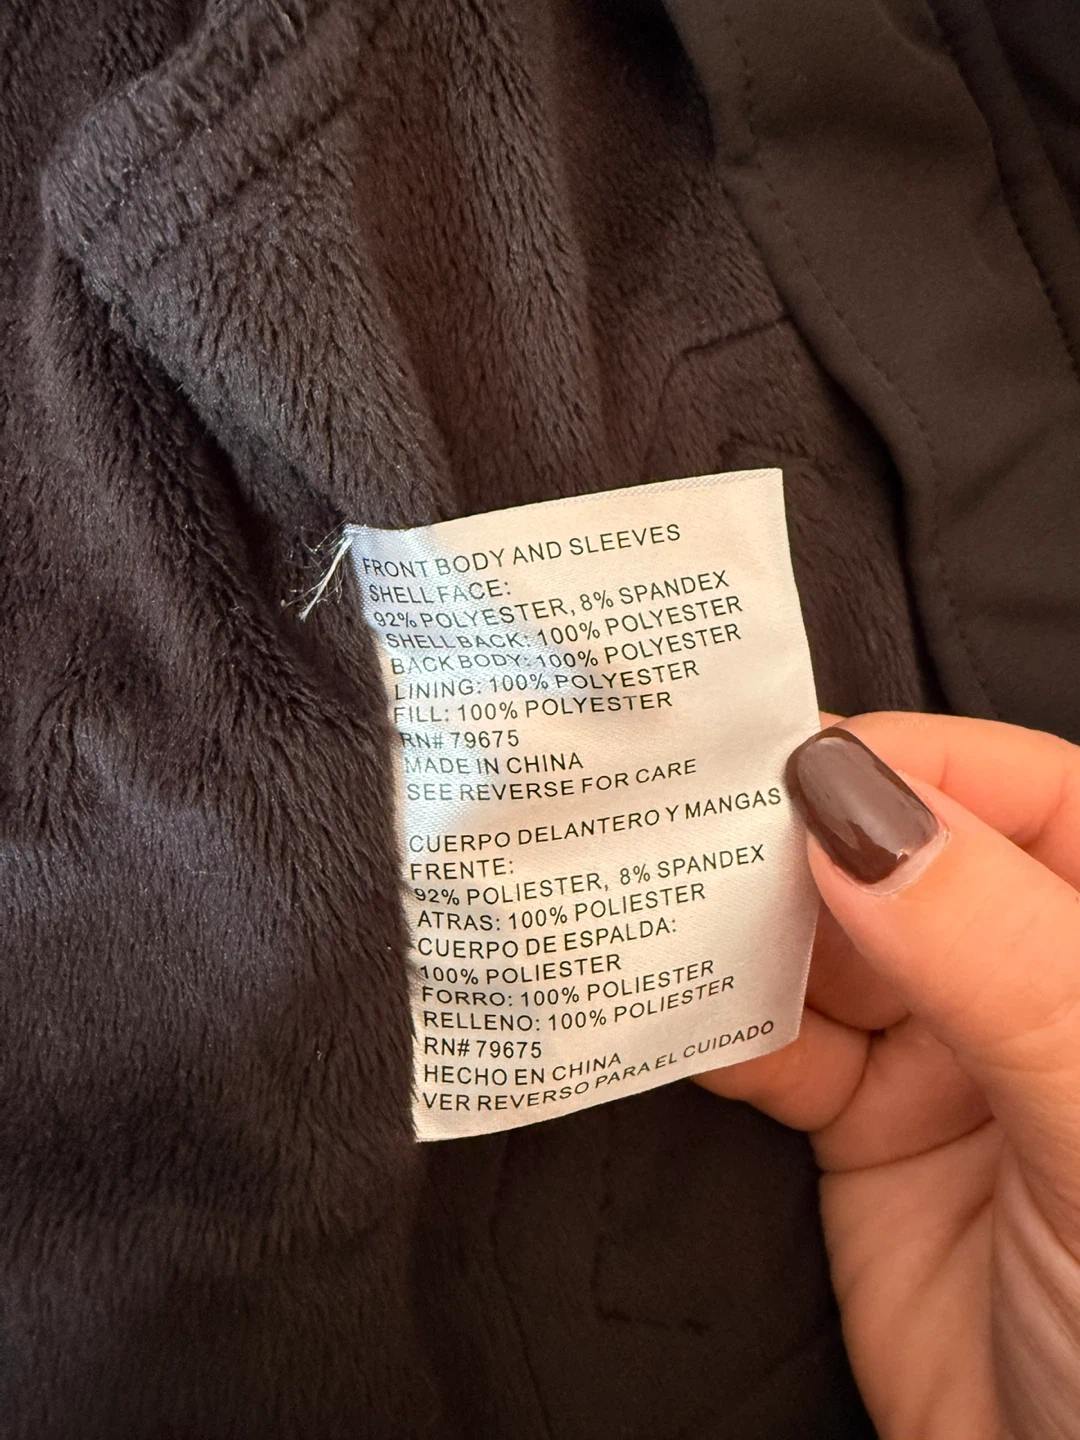 FRONT BODY AND SLEEVES
SHELL FACE:
92% POLYESTER, 8% SPANDEX
SHELL BACK: 100% POLYESTER
BACK BODY: 100% POLYESTER
LINING: 100% POLYESTER
FILL: 100% POLYESTER
RN# 79675
MADE IN CHINA
SEE REVERSE FOR CARE
CUERPO DELANTERO Y MANGAS
FRENTE:
92% POLIESTER, 8% SPANDEX
ATRAS: 100% POLIESTER
CUERPO DE ESPALDA:
100% POLIESTER
FORRO: 100% POLIESTER
RELLENO: 100% POLIESTER
RN# 79675
HECHO EN CHINA
VER REVERSO PARA EL CUIDADO